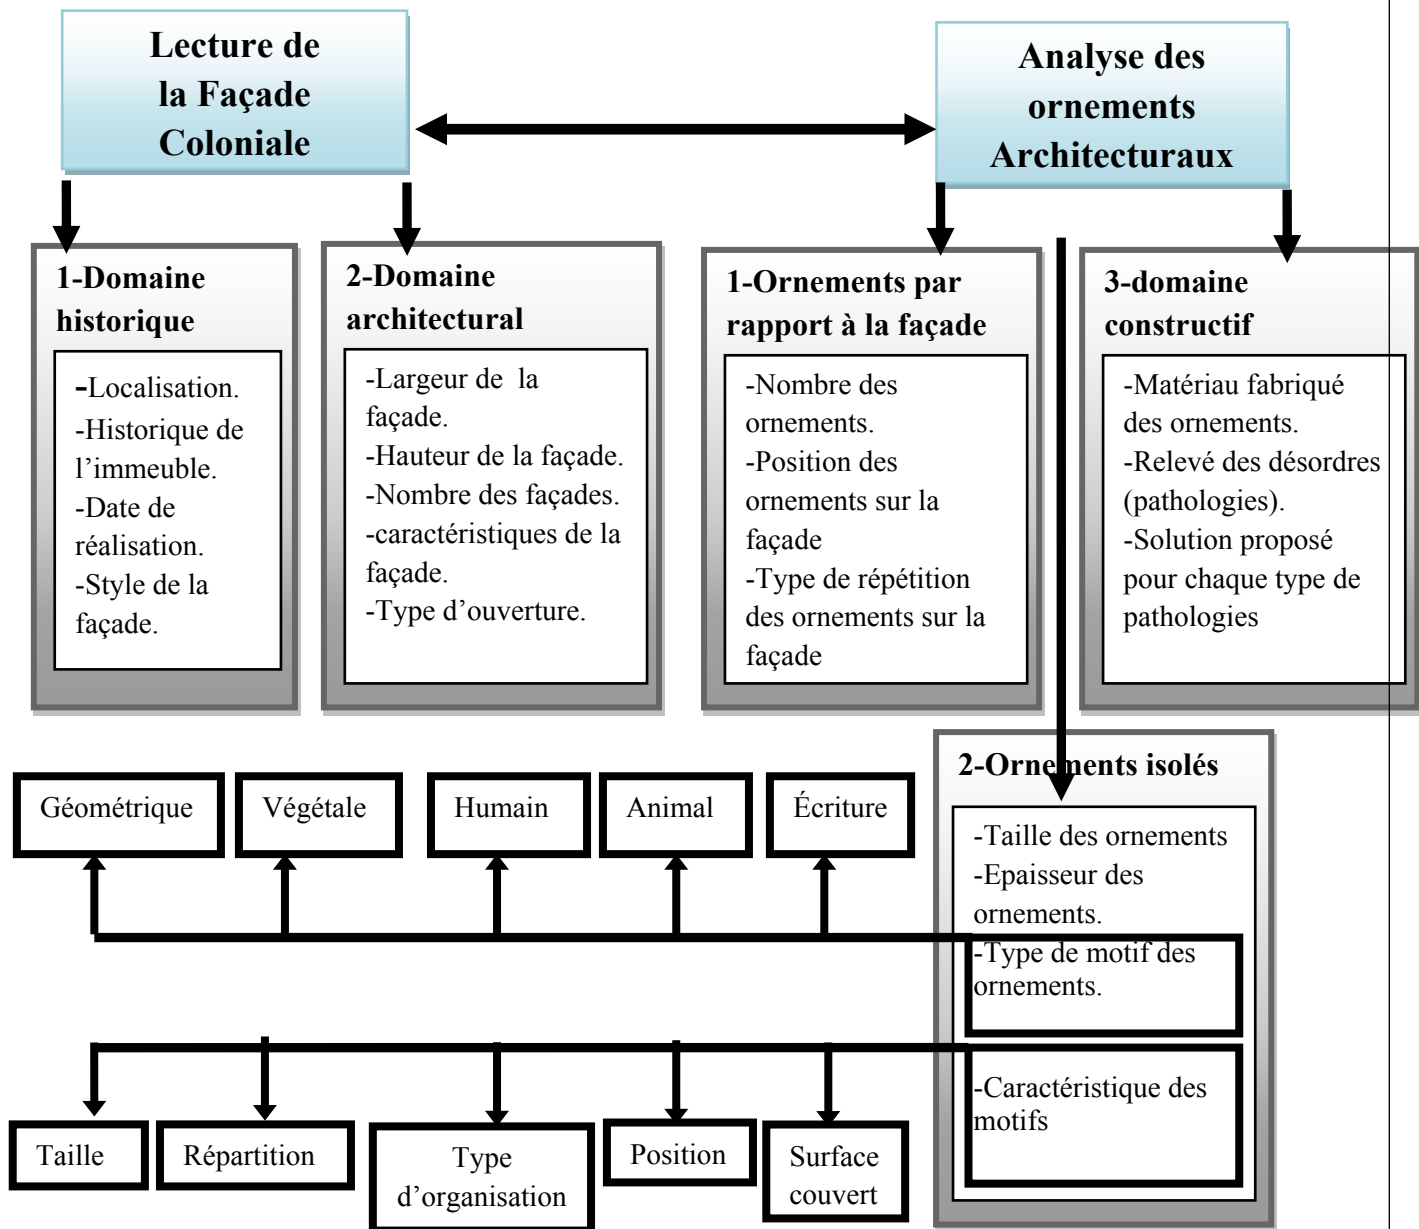 Lecture de
la Façade
Coloniale
Analyse des
ornements
Architecturaux
1-Domaine
historique
-Localisation.
-Historique de
l’immeuble.
-Date de
réalisation.
-Style de la
façade.
2-Domaine
architectural
-Largeur de la
façade.
-Hauteur de la façade.
-Nombre des façades.
-caractéristiques de la
façade.
-Type d’ouverture.
1-Ornements par
rapport à la façade
-Nombre des
ornements.
-Position des
ornements sur la
façade
-Type de répétition
des ornements sur la
façade
3-domaine
constructif
-Matériau fabriqué
des ornements.
-Relevé des désordres
(pathologies).
-Solution proposé
pour chaque type de
pathologies
2-Ornements isolés
-Taille des ornements
-Epaisseur des
ornements.
-Type de motif des
ornements.
-Caractéristique des
motifs
Géométrique
Végétale
Humain
Animal
Écriture
Taille
Répartition
Type
d’organisation
Position
Surface
couvert